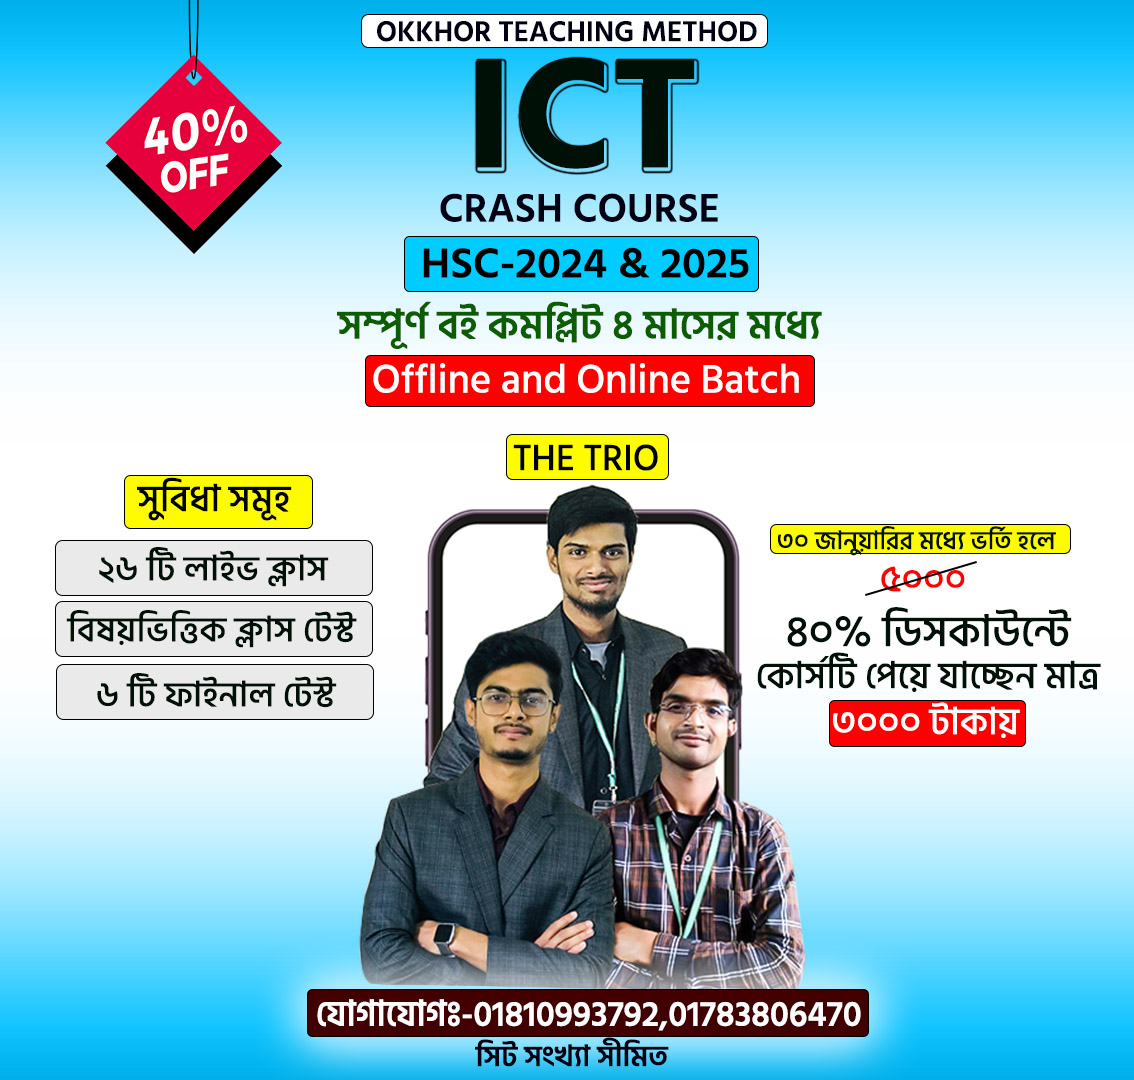 OKKHOR TEACHING METHOD
40%
OFF
ICT
CRASH COURSE
HSC-2024 & 2025
সম্পূর্ণ বই কমপ্লিট ৪ মাসের মধ্যে
Offline and Online Batch
THE TRIO
সুবিধা সমূহ
২৬ টি লাইভ ক্লাস
বিষয়ভিত্তিক ক্লাস টেস্ট
৬ টি ফাইনাল টেস্ট
৩০ জানুয়ারির মধ্যে ভর্তি হলে
৫০০০
৪০% ডিসকাউন্টে
কোর্সটি পেয়ে যাচ্ছেন মাত্র
৩০০০ টাকায়
যোগাযোগঃ-01810993792,01783806470
সিট সংখ্যা সীমিত